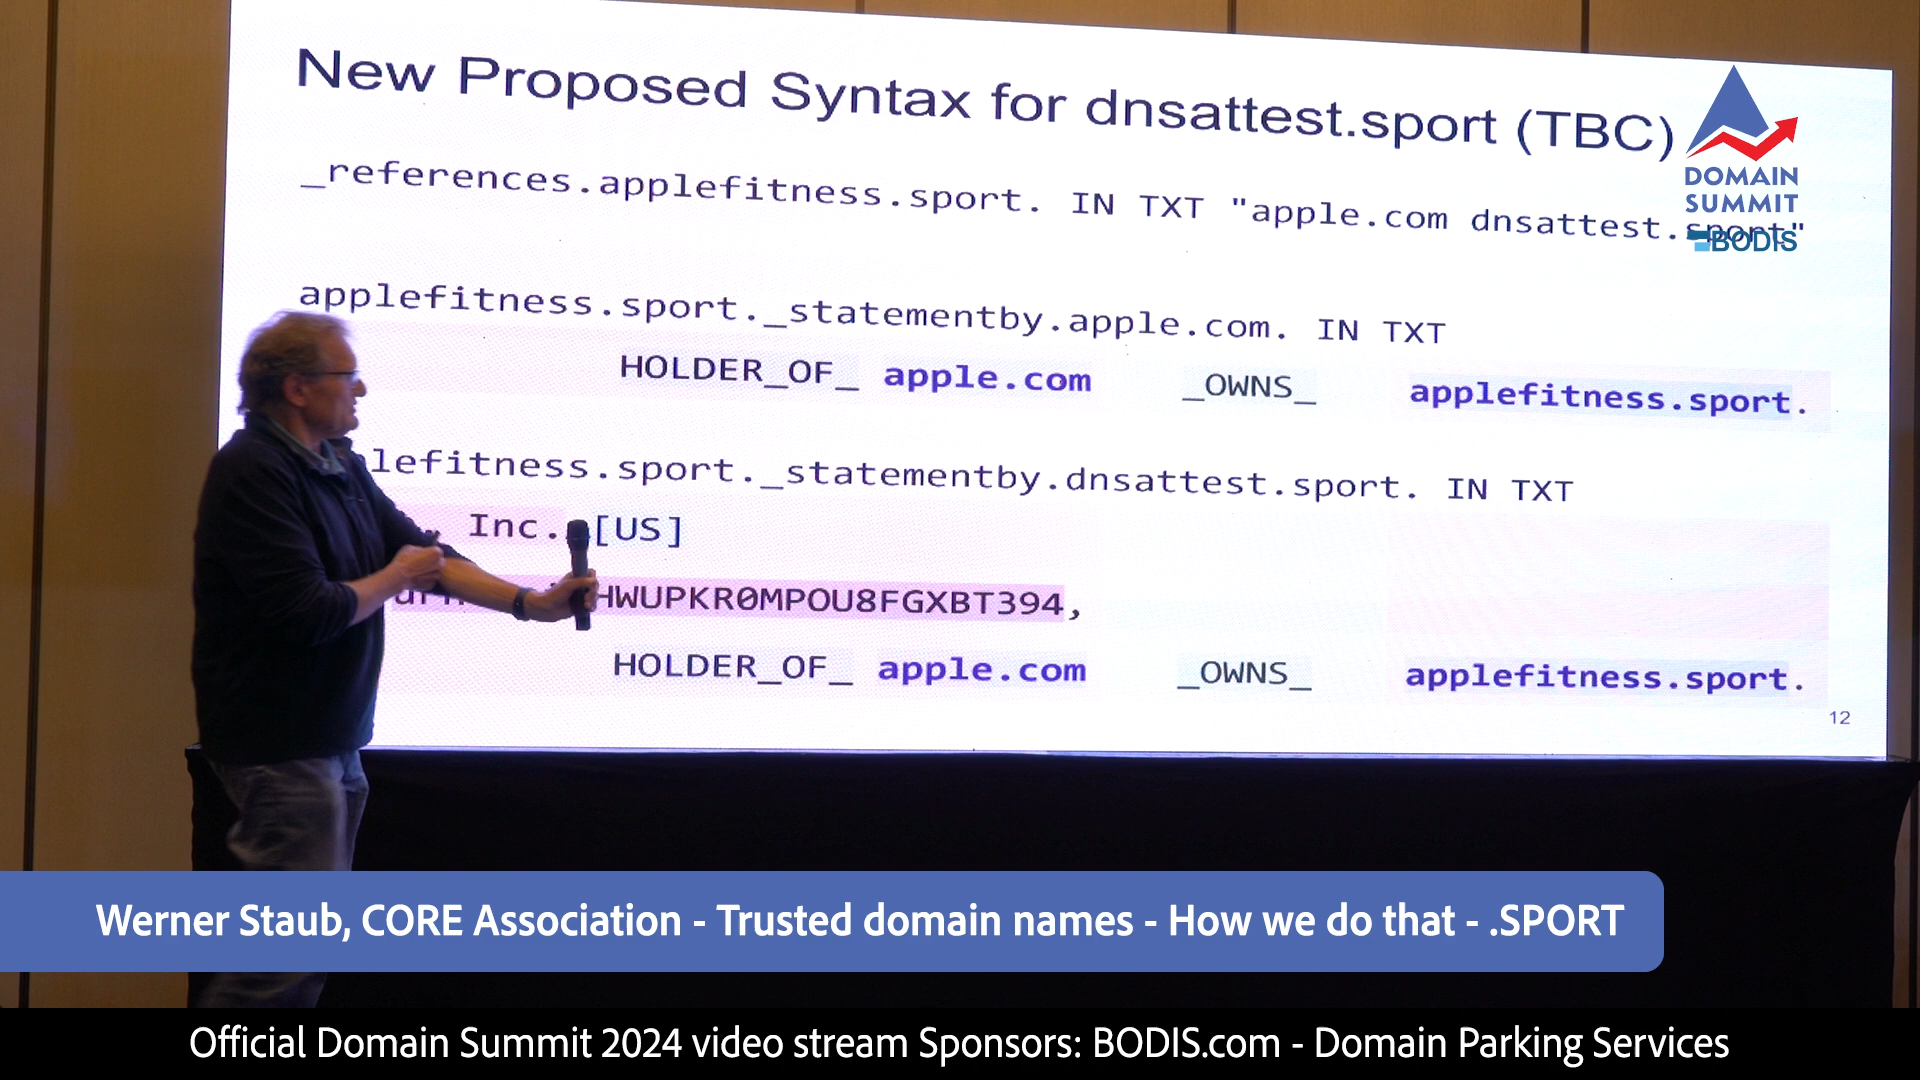 New Proposed Syntax for dnsattest.sport (TBC)
DOMAIN
SUMMIT
BODIS
_references.applefitness.sport. IN TXT "apple.com dnsattest.sport"
applefitness.sport._statementby.apple.com. IN TXT
HOLDER_OF_ apple.com _OWNS_ applefitness.sport.
lefitness.sport._statementby.dnsattest.sport. IN TXT
Inc. [US]
HWUPKR0MPOU8FGXBT394,
HOLDER_OF_ apple.com _OWNS_ applefitness.sport.
12
Werner Staub, CORE Association - Trusted domain names - How we do that - .SPORT
Official Domain Summit 2024 video stream Sponsors: BODIS.com - Domain Parking Services